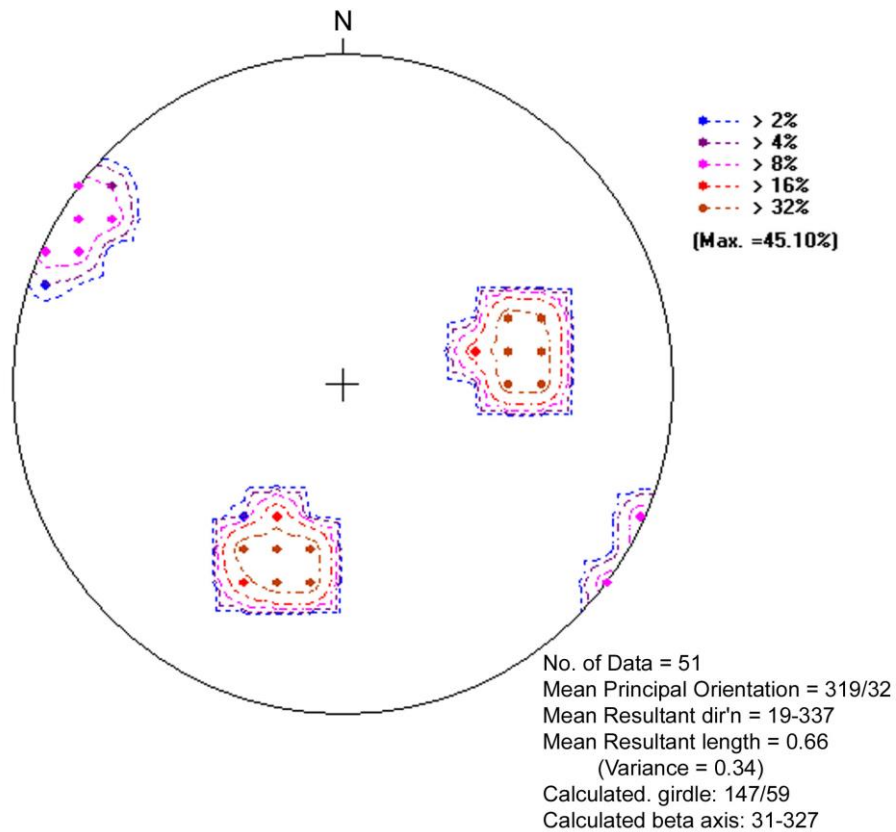 N
> 2%
> 4%
> 8%
> 16%
> 32%
(Max. =45.10%)
No. of Data = 51
Mean Principal Orientation = 319/32
Mean Resultant dir'n = 19-337
Mean Resultant length = 0.66
(Variance = 0.34)
Calculated. girdle: 147/59
Calculated beta axis: 31-327